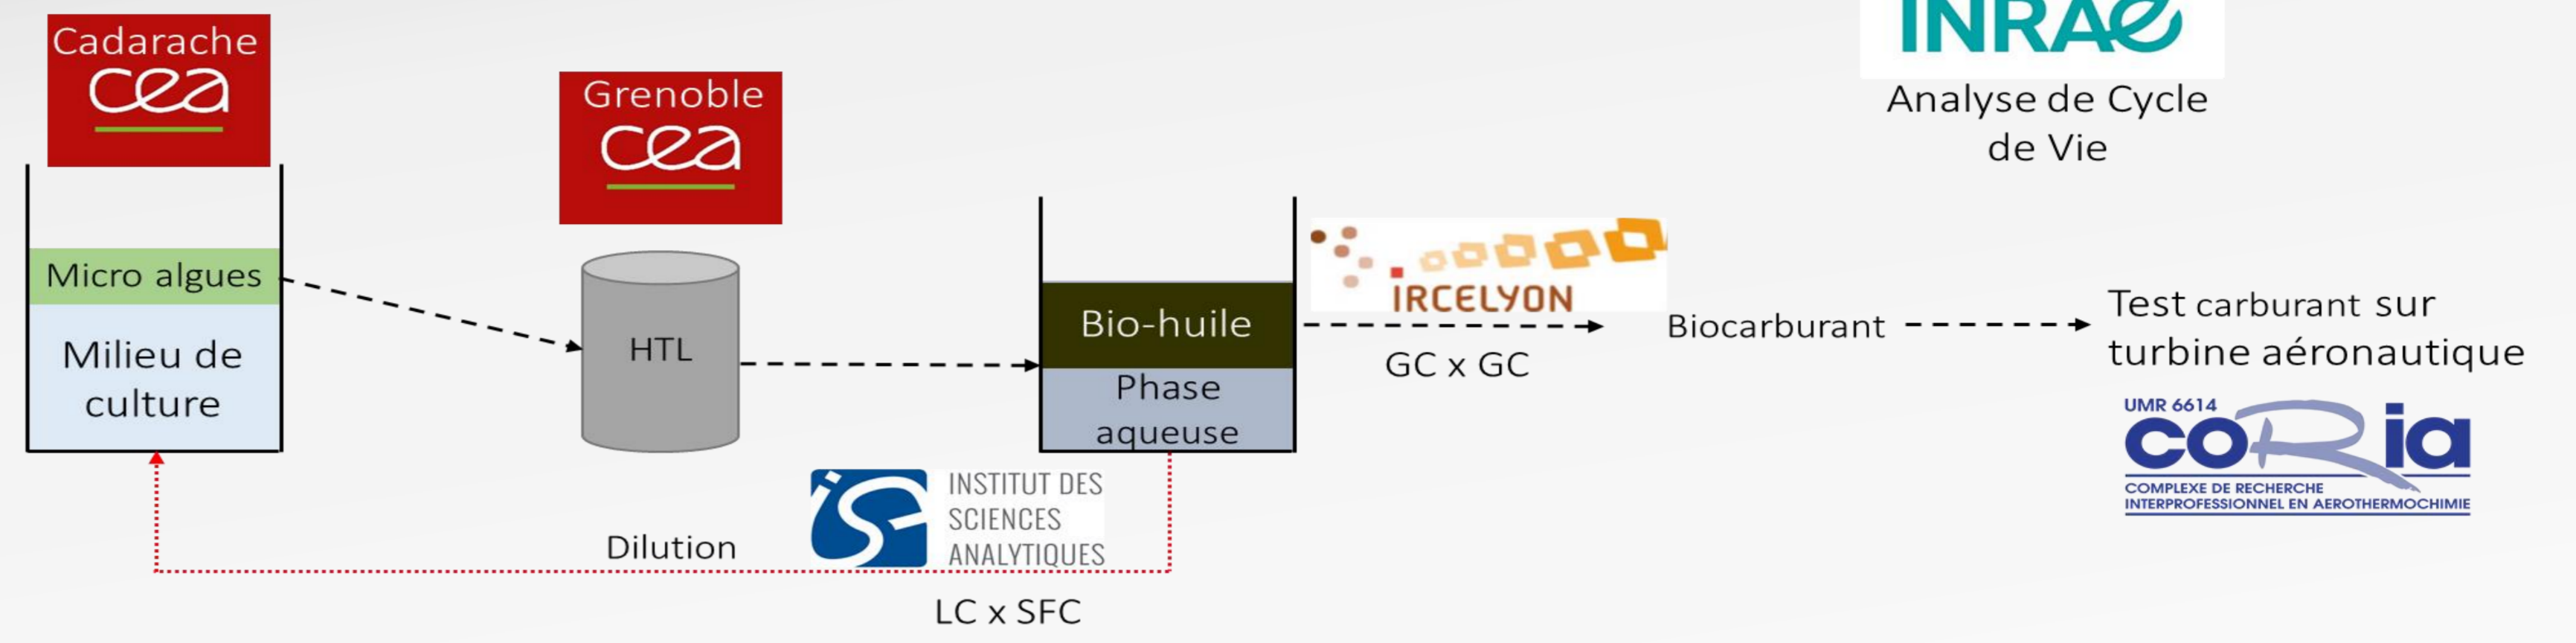 Cadarache
cea
Micro algues
Milieu de
culture
Grenoble
cea
HTL
Bio-huile
Phase
aqueuse
IRCELYON
GC x GC
Biocarburant
INRAE
Analyse de Cycle
de Vie
Test carburant sur
turbine aéronautique
UMR 6614
coRia
COMPLEXE DE RECHERCHE
INTERPROFESSIONNEL EN AEROTHERMOCHIMIE
Dilution
INSTITUT DES
SCIENCES
ANALYTIQUES
LC x SFC